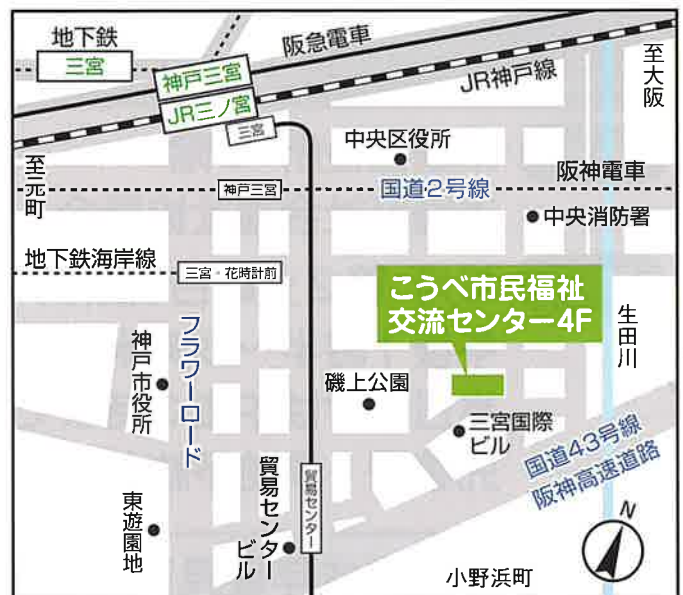 地下鉄
三宮
阪急電車
神戸三宮
JR三ノ宮
三宮
JR神戸線
至大阪
至元町
中央区役所
阪神電車
神戸三宮
国道2号線
中央消防署
地下鉄海岸線
三宮・花時計前
こうべ市民福祉
交流センター4F
生田川
フラワーロード
神戸市役所
磯上公園
三宮国際
ビル
国道43号線
阪神高速道路
貿易センター
ビル
貿易センター
東遊園地
小野浜町
N